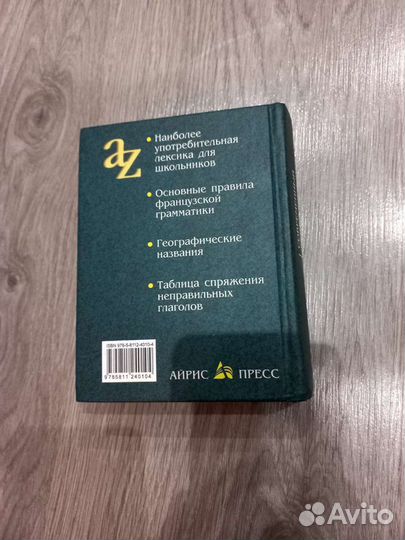 az
• Наиболее
употребительная
лексика для
школьников
• Основные правила
французской
грамматики
• Географические
названия
• Таблица спряжения
неправильных
глаголов
ISBN 978-5-8112-4010-4
9785811240104
АЙРИС ПРЕСС
Avito